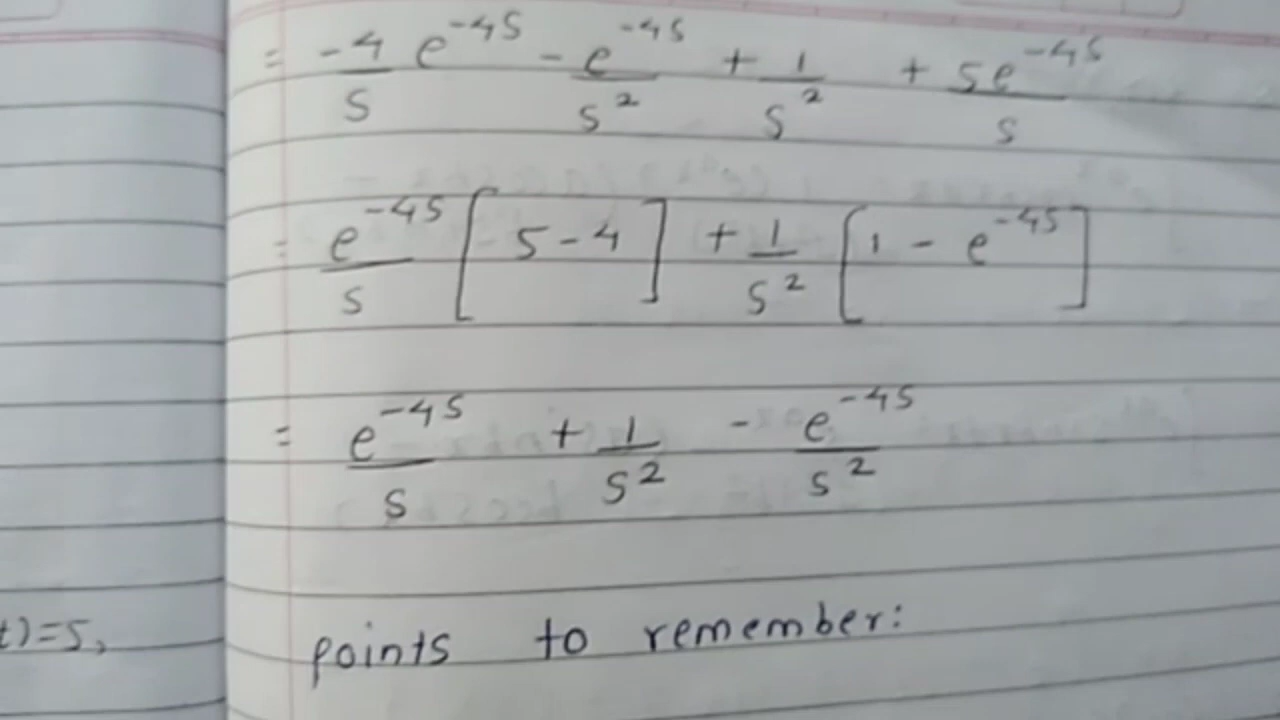 = -4/s e^-4s - e^-4s/s^2 + 1/s^2 + 5e^-4s/s
= e^-4s/s [5-4] + 1/s^2 [1 - e^-4s]
= e^-4s/s + 1/s^2 - e^-4s/s^2
t)=5,
points to remember: